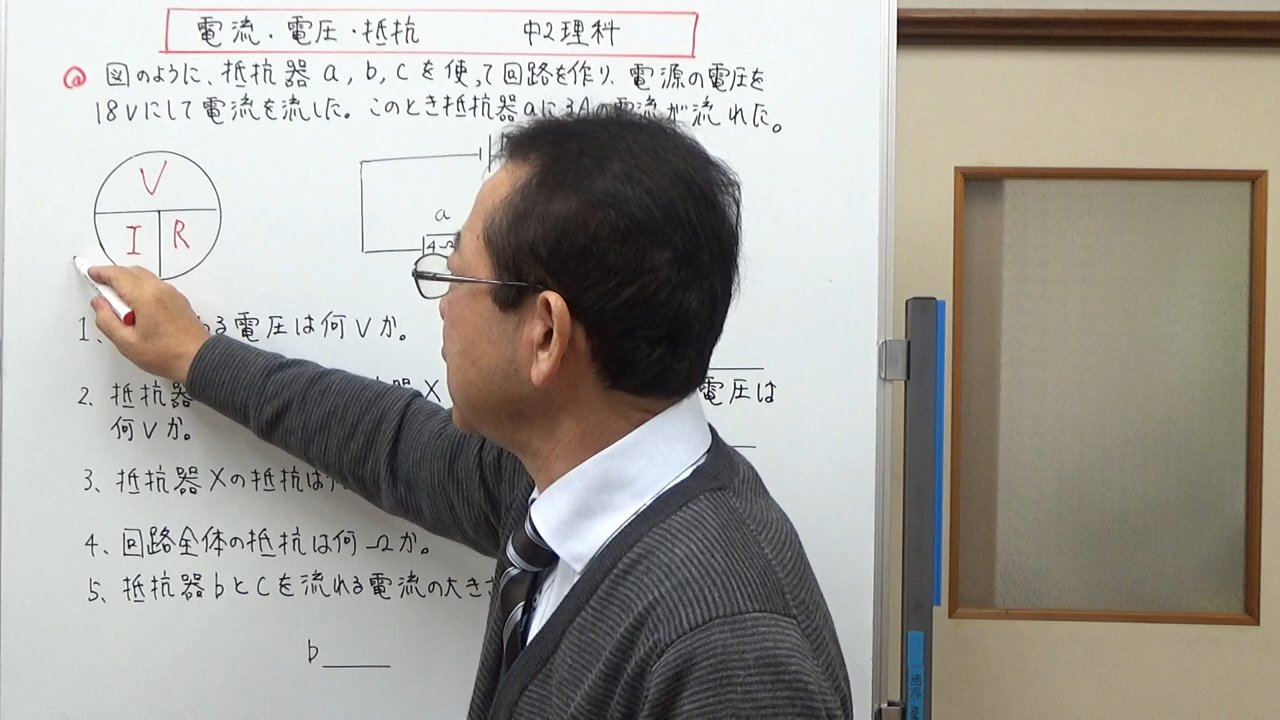 電流・電圧・抵抗 中2理科
Q 図のように、抵抗器a, b, cを使って回路を作り、電源の電圧を
18Vにして電流を流した。このとき抵抗器aに3Aの電流が流れた。
V
I R
a
4Ω
1、 る電圧は何Vか。
2、抵抗器 器X 電圧は
何Vか。
3、抵抗器Xの抵抗は
4、回路全体の抵抗は何Ωか。
5、抵抗器bとCを流れる電流の大きさ
b